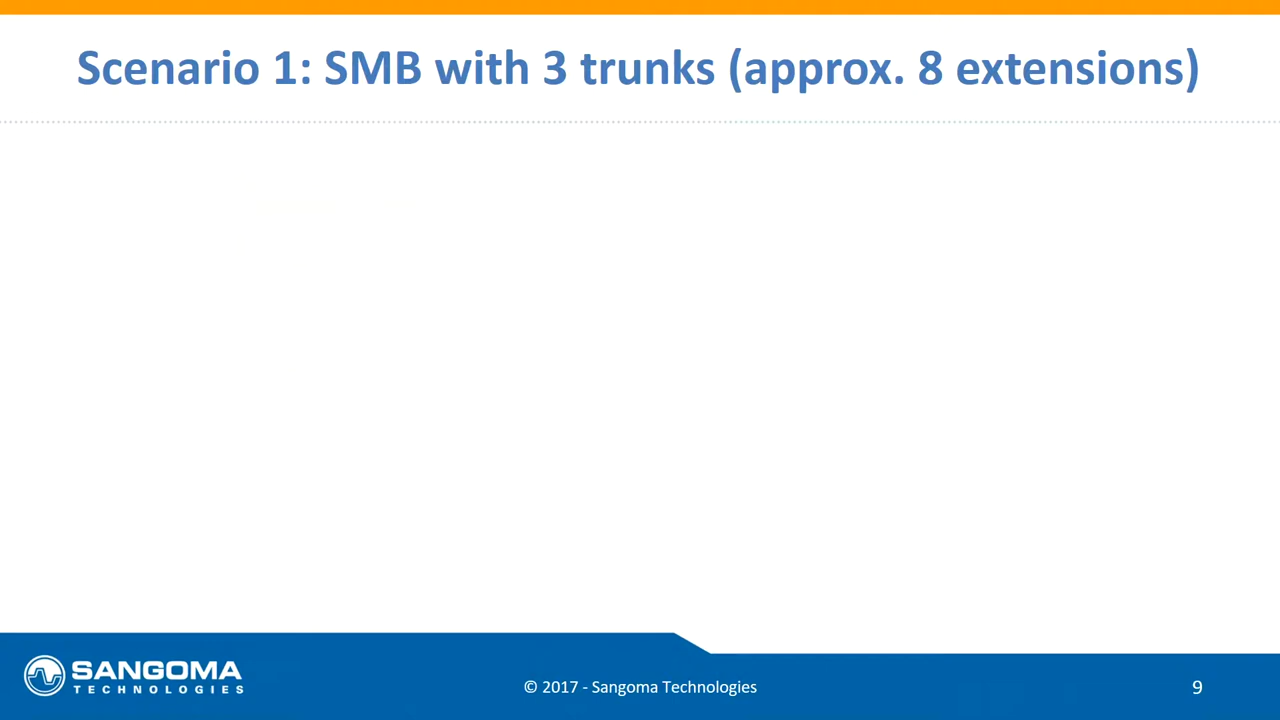 Scenario 1: SMB with 3 trunks (approx. 8 extensions)
SANGOMA
TECHNOLOGIES
© 2017 - Sangoma Technologies
9